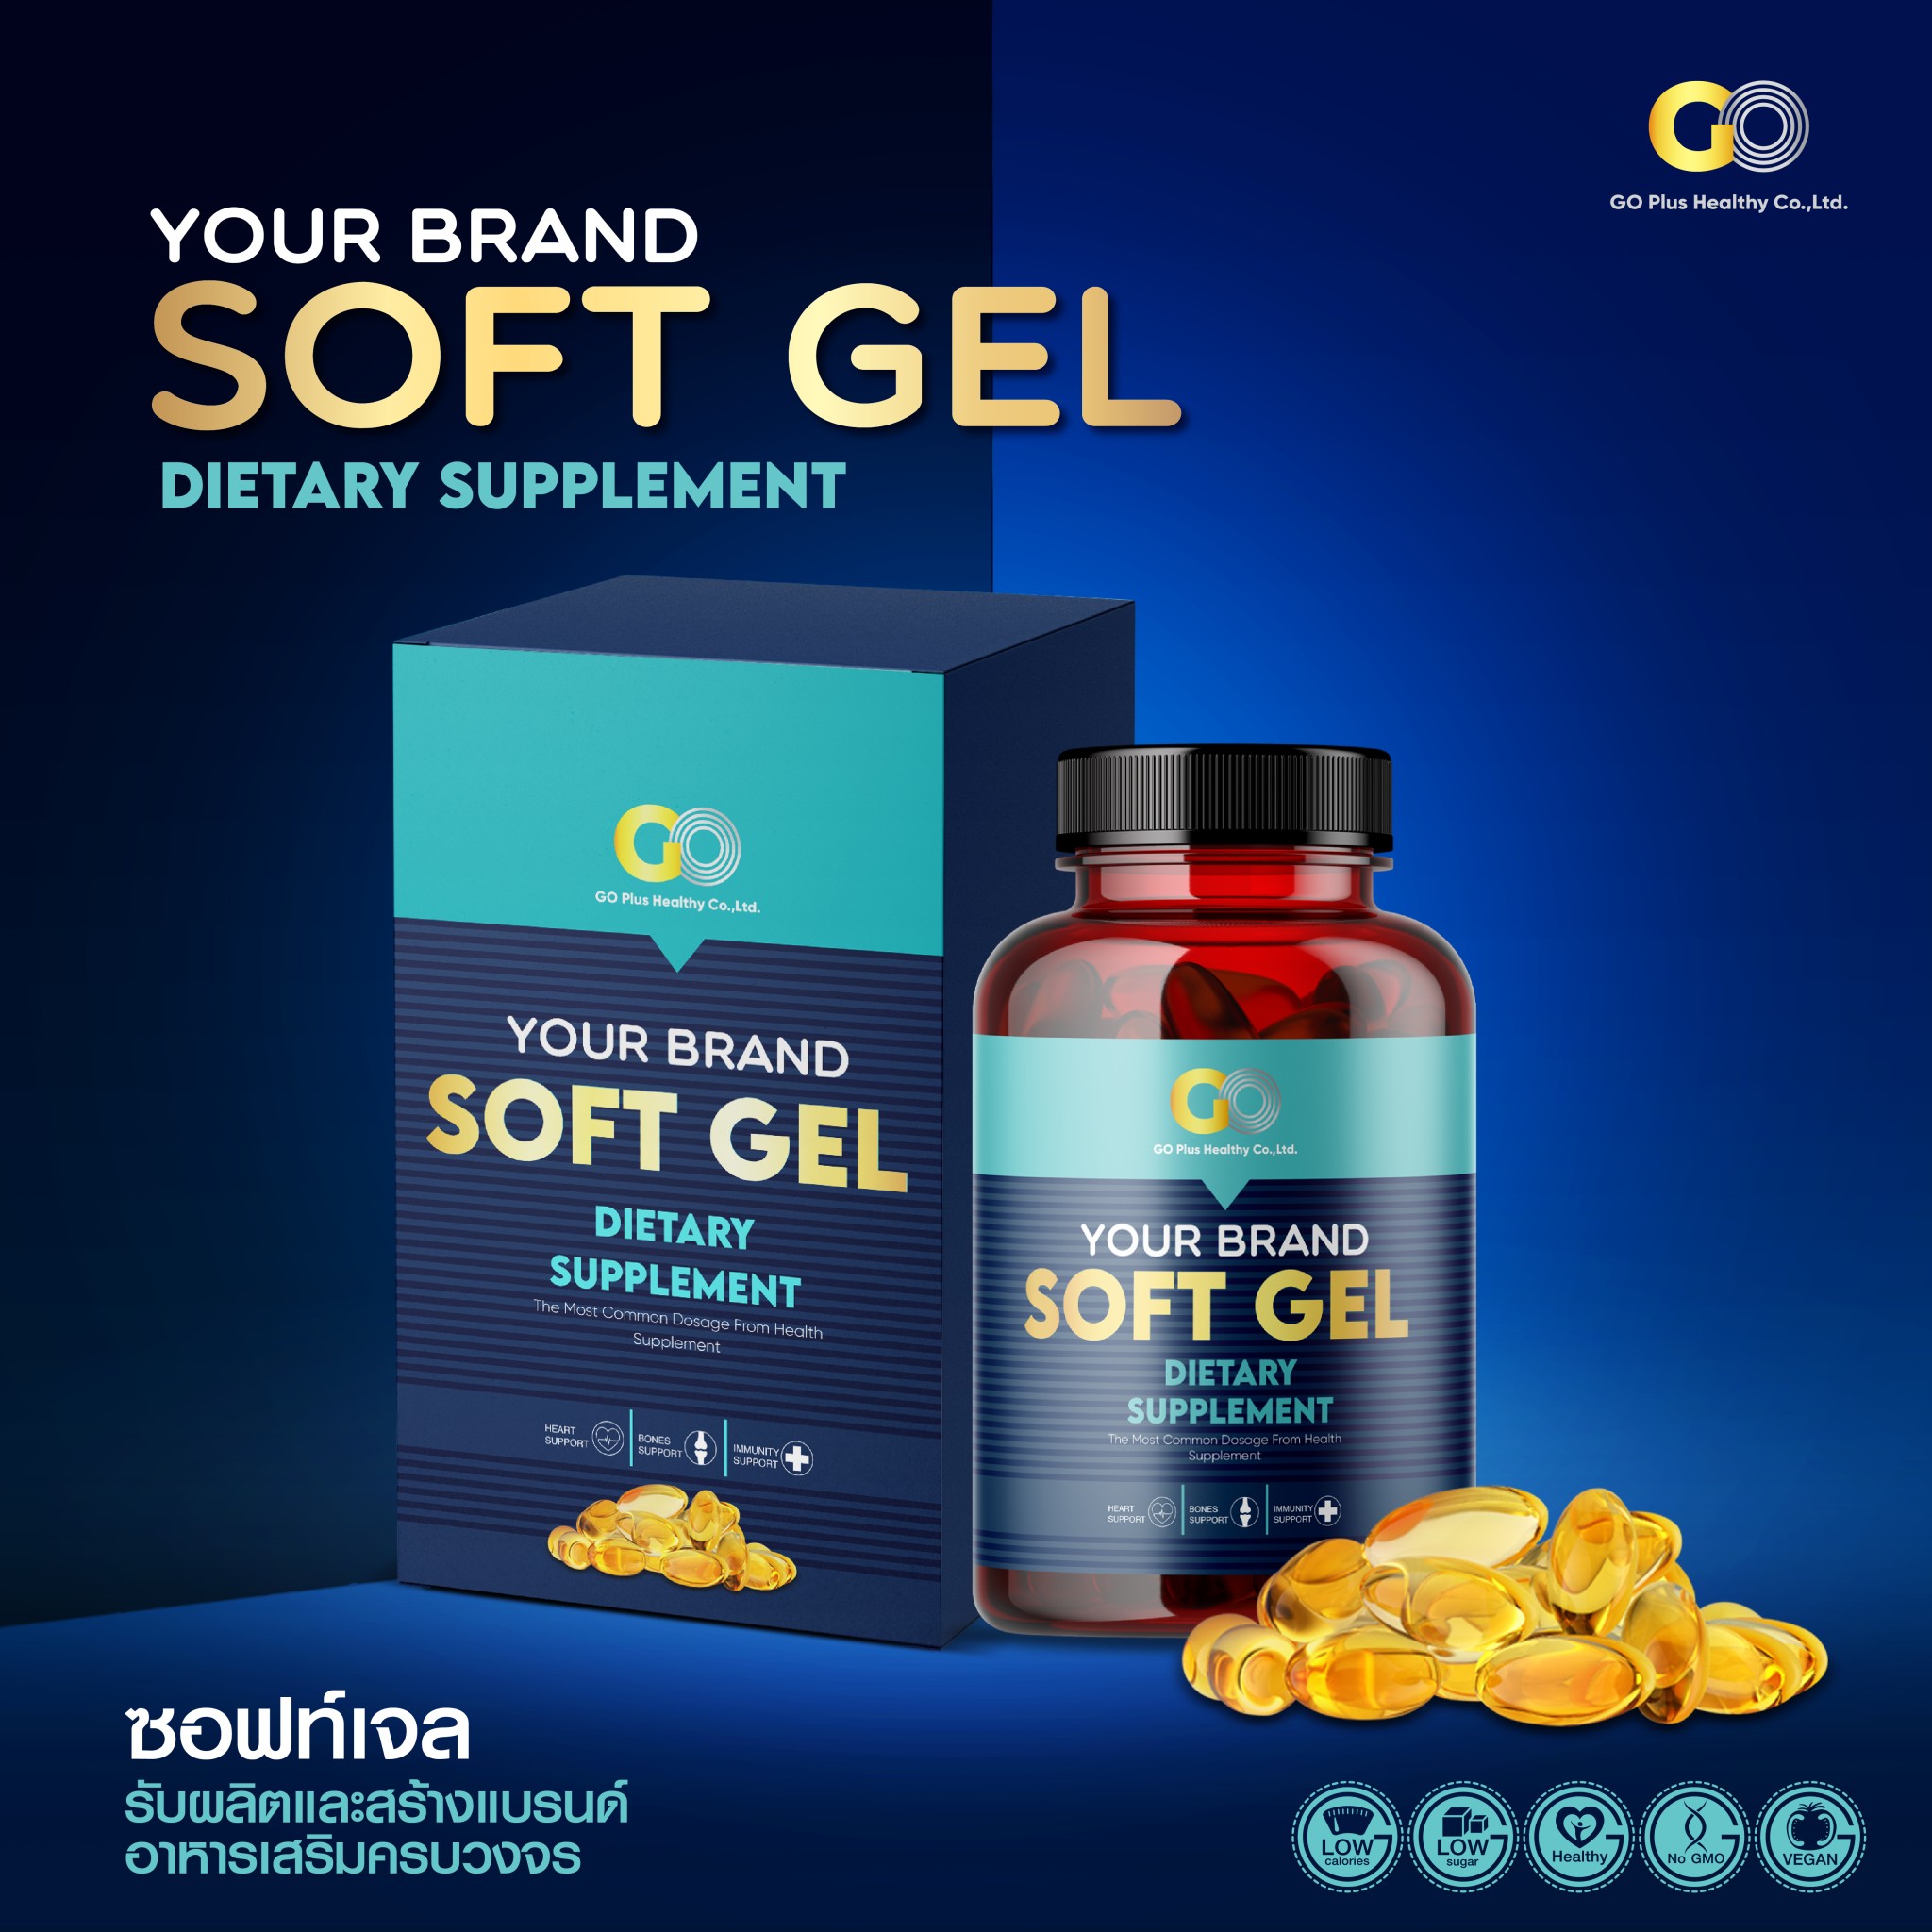 GO
GO Plus Healthy Co.,Ltd.
YOUR BRAND
SOFT GEL
DIETARY SUPPLEMENT
GO
GO Plus Healthy Co.,Ltd.
YOUR BRAND
SOFT GEL
DIETARY
SUPPLEMENT
The Most Common Dosage From Health
Supplement
HEART
SUPPORT
BONES
SUPPORT
IMMUNITY
SUPPORT
GO
GO Plus Healthy Co.,Ltd.
YOUR BRAND
SOFT GEL
DIETARY
SUPPLEMENT
The Most Common Dosage From Health
Supplement
HEART
SUPPORT
BONES
SUPPORT
IMMUNITY
SUPPORT
ซอฟท์เจล
รับผลิตและสร้างแบรนด์
อาหารเสริมครบวงจร
LOW
calories
LOW
sugar
Healthy
No GMO
VEGAN